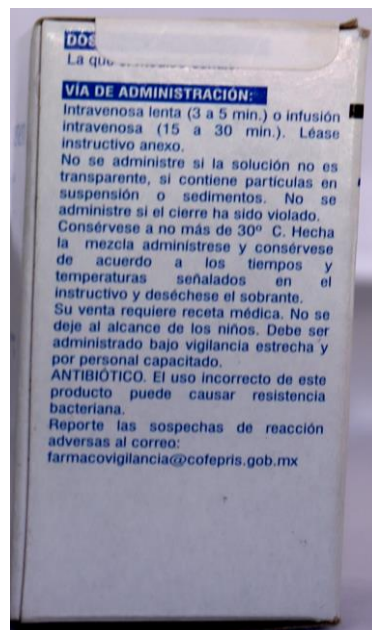 DOS
La que
VÍA DE ADMINISTRACIÓN:
Intravenosa lenta (3 a 5 min.) o infusión
intravenosa (15 a 30 min.). Léase
instructivo anexo.
No se administre si la solución no es
transparente, si contiene partículas en
suspensión o sedimentos. No se
administre si el cierre ha sido violado.
Consérvese a no más de 30º C. Hecha
la mezcla adminístrese y consérvese
de acuerdo a los tiempos y
temperaturas señalados en el
instructivo y deséchese el sobrante.
Su venta requiere receta médica. No se
deje al alcance de los niños. Debe ser
administrado bajo vigilancia estrecha y
por personal capacitado.
ANTIBIÓTICO. El uso incorrecto de este
producto puede causar resistencia
bacteriana.
Reporte las sospechas de reacción
adversas al correo:
farmacovigilancia@cofepris.gob.mx